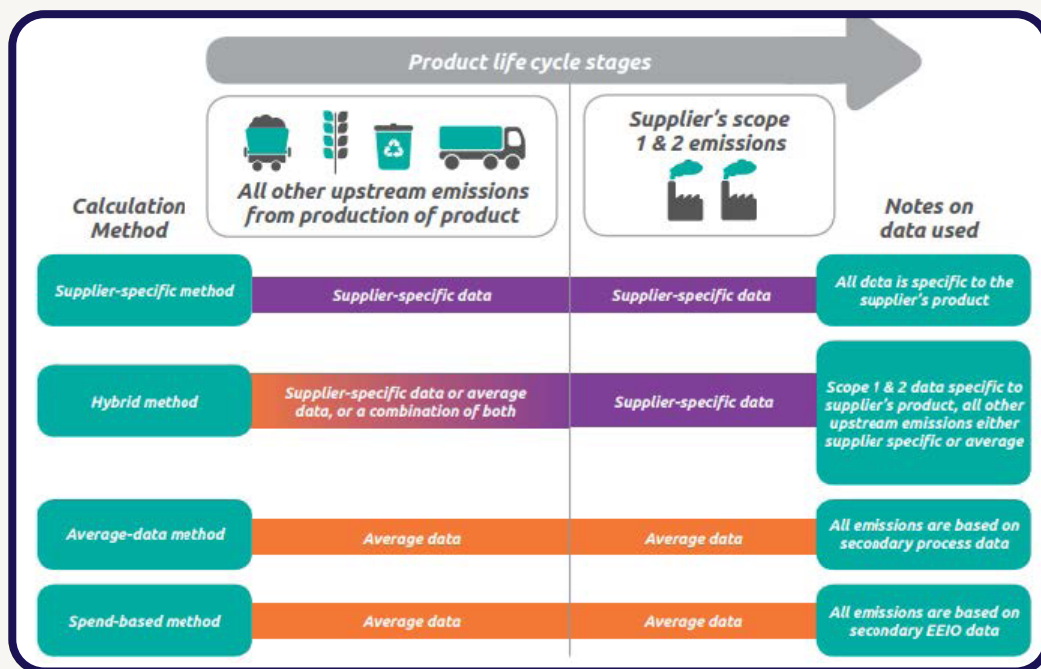 Product life cycle stages
All other upstream emissions
from production of product
Supplier's scope
1 & 2 emissions
Calculation
Method
Notes on
data used
Supplier-specific method
Supplier-specific data
Supplier-specific data
All data is specific to the
supplier's product
Hybrid method
Supplier-specific data or average
data, or a combination of both
Supplier-specific data
Scope 1 & 2 data specific to
supplier's product, all other
upstream emissions either
supplier specific or average
Average-data method
Average data
Average data
All emissions are based on
secondary process data
Spend-based method
Average data
Average data
All emissions are based on
secondary EEIO data